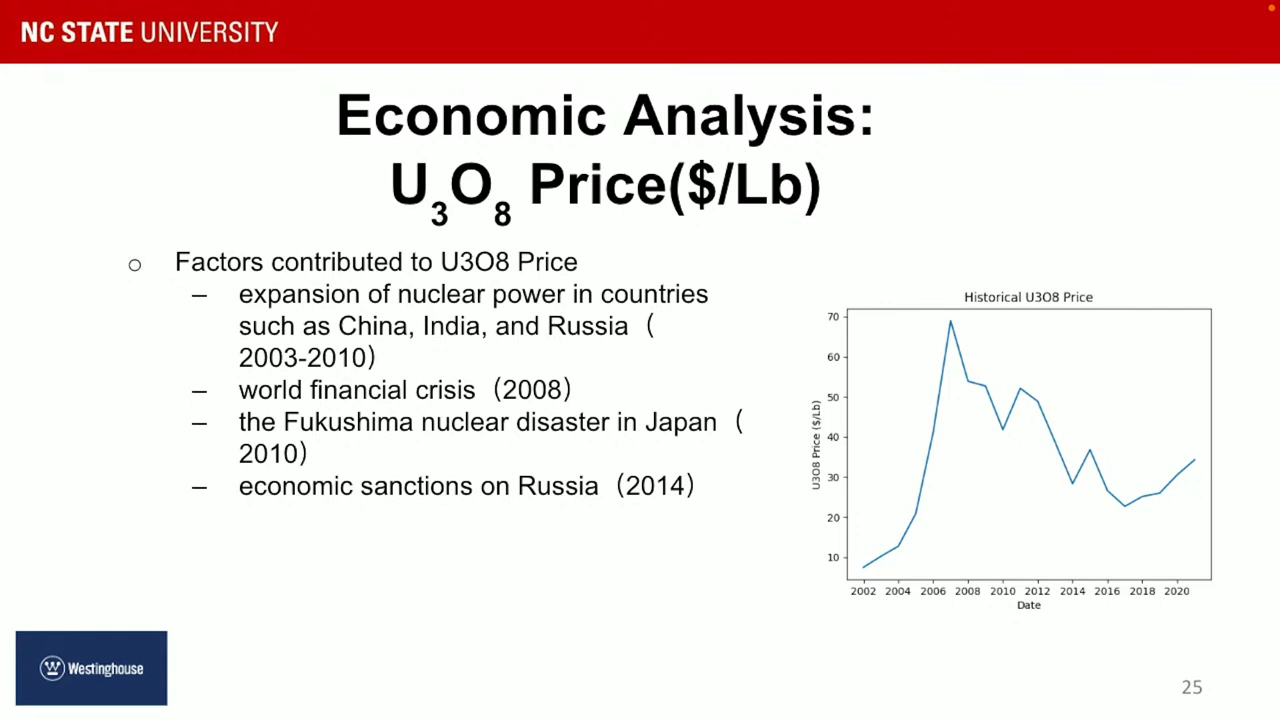 NC STATE UNIVERSITY
Economic Analysis:
U3O8 Price($/Lb)
o Factors contributed to U3O8 Price
– expansion of nuclear power in countries
such as China, India, and Russia（
2003-2010）
– world financial crisis（2008）
– the Fukushima nuclear disaster in Japan（
2010）
– economic sanctions on Russia（2014）
Historical U3O8 Price
U3O8 Price ($/Lb)
70
60
50
40
30
20
10
2002 2004 2006 2008 2010 2012 2014 2016 2018 2020
Date
Westinghouse
25